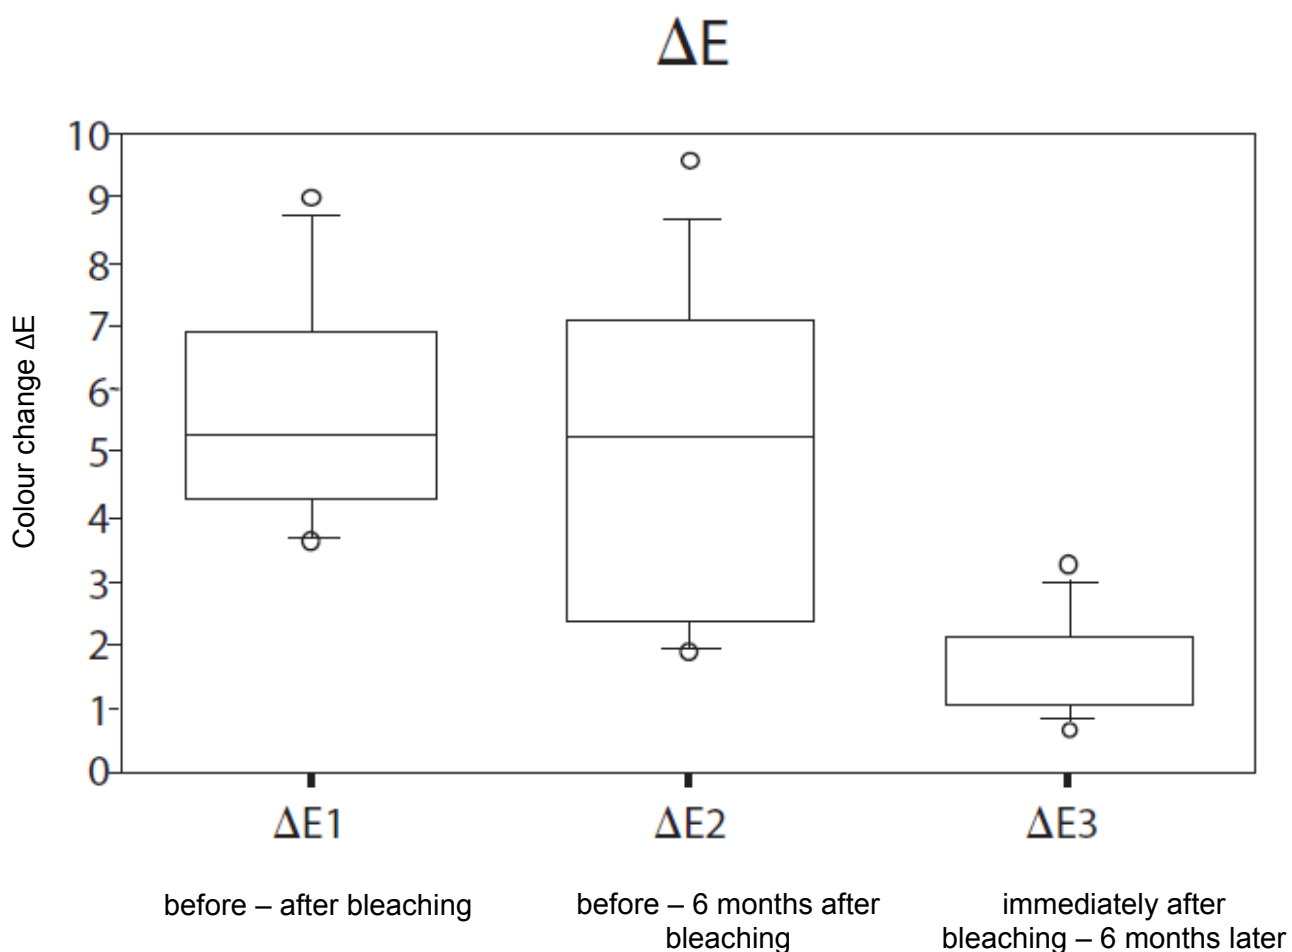 ΔE
10
9
8
7
6
5
4
3
2
1
0
Colour change ΔE
ΔE1
ΔE2
ΔE3
before – after bleaching
before – 6 months after
bleaching
immediately after
bleaching – 6 months later